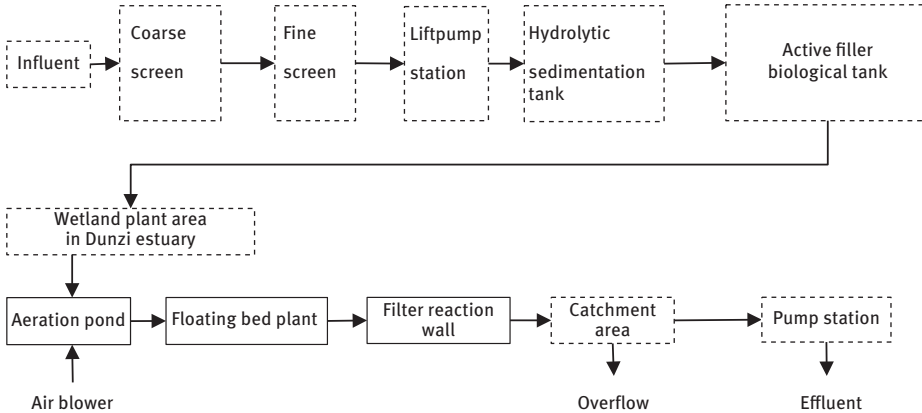 Influent
Coarse
screen
Fine
screen
Liftpump
station
Hydrolytic
sedimentation
tank
Active filler
biological tank
Wetland plant area
in Dunzi estuary
Aeration pond
Floating bed plant
Filter reaction
wall
Catchment
area
Pump station
Air blower
Overflow
Effluent